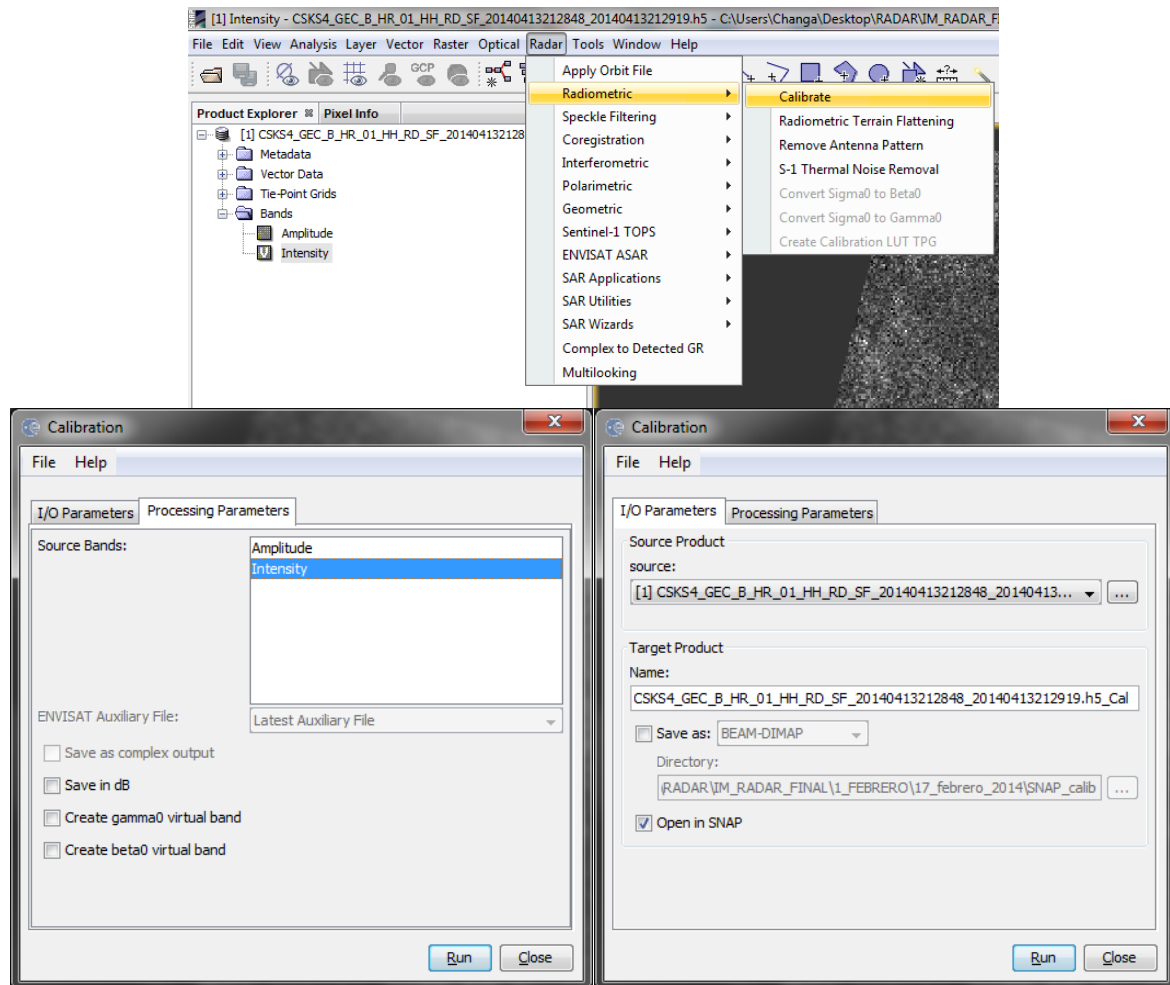 [1] Intensity - CSKS4_GEC_B_HR_01_HH_RD_SF_20140413212848_20140413212919.h5 - C:\Users\Changa\Desktop\RADAR\IM_RADAR_F
File Edit View Analysis Layer Vector Raster Optical Radar Tools Window Help
GCP
Product Explorer Pixel Info
[1] CSKS4_GEC_B_HR_01_HH_RD_SF_201404132128
Metadata
Vector Data
Tie-Point Grids
Bands
Amplitude
Intensity
Apply Orbit File
Radiometric
Speckle Filtering
Coregistration
Interferometric
Polarimetric
Geometric
Sentinel-1 TOPS
ENVISAT ASAR
SAR Applications
SAR Utilities
SAR Wizards
Complex to Detected GR
Multilooking
Calibrate
Radiometric Terrain Flattening
Remove Antenna Pattern
S-1 Thermal Noise Removal
Convert Sigma0 to Beta0
Convert Sigma0 to Gamma0
Create Calibration LUT TPG
Calibration
File Help
I/O Parameters Processing Parameters
Source Bands:
Amplitude
Intensity
ENVISAT Auxiliary File: Latest Auxiliary File
Save as complex output
Save in dB
Create gamma0 virtual band
Create beta0 virtual band
Run Close
Calibration
File Help
I/O Parameters Processing Parameters
Source Product
source:
[1] CSKS4_GEC_B_HR_01_HH_RD_SF_20140413212848_20140413... ...
Target Product
Name:
CSKS4_GEC_B_HR_01_HH_RD_SF_20140413212848_20140413212919.h5_Cal
Save as: BEAM-DIMAP
Directory:
RADAR\IM_RADAR_FINAL\1_FEBRERO\17_febrero_2014\SNAP_calib ...
Open in SNAP
Run Close